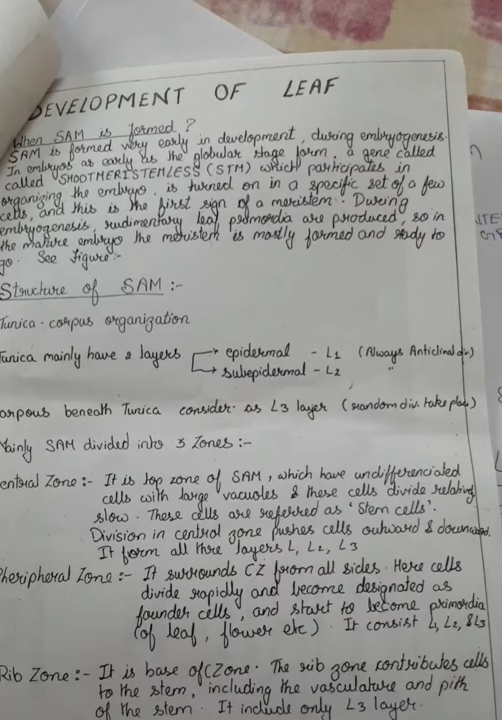 DEVELOPMENT OF LEAF
When SAM is formed?
SAM is formed very early in development, during embryogenesis.
In embryos as early as the globular stage form, a gene called
called 'SHOOTMERISTEMLESS (STM) which participates in
organizing the embryo, is turned on in a specific set of a few
cells, and this is the first sign of a meristem. During
embryogenesis, rudimentary leaf primordia are produced, so in
the mature embryo the meristem is mostly formed and ready to
go. See Figure:-
Structure of SAM :-
Tunica-corpus organization
Tunica mainly have 2 layers → epidermal - L1 (Always Anticlinal div.)
→ subepidermal - L2 "
corpous beneath Tunica consider as L3 layer (random div. take place)
Mainly SAM divided into 3 Zones :-
Central Zone :- It is top zone of SAM, which have undifferenciated
cells with large vacuoles & these cells divide relating
slow. These cells are referred as 'Stem cells'.
Division in central zone pushes cells outward & downward.
It form all three layers L, L2, L3
Pheripheral Zone :- It surrounds CZ from all sides. Here cells
divide rapidly and become designated as
founder cells, and start to become primordia
(of leaf, flower etc). It consist L1, L2, & L3
Rib Zone :- It is base of CZone. The rib zone contributes cells
to the stem, including the vasculature and pith
of the stem. It include only L3 layer.